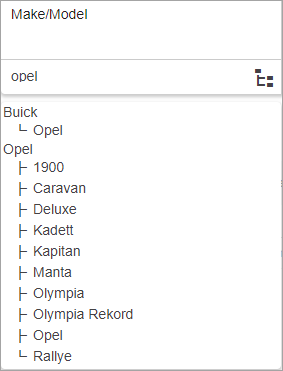 Make/Model
opel
Buick
Opel
Opel
1900
Caravan
Deluxe
Kadett
Kapitan
Manta
Olympia
Olympia Rekord
Opel
Rallye